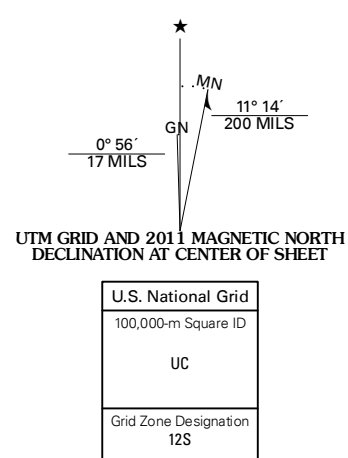 ★
MN
GN
11° 14´
200 MILS
0° 56´
17 MILS
UTM GRID AND 2011 MAGNETIC NORTH
DECLINATION AT CENTER OF SHEET
U.S. National Grid
100,000-m Square ID
UC
Grid Zone Designation
12S